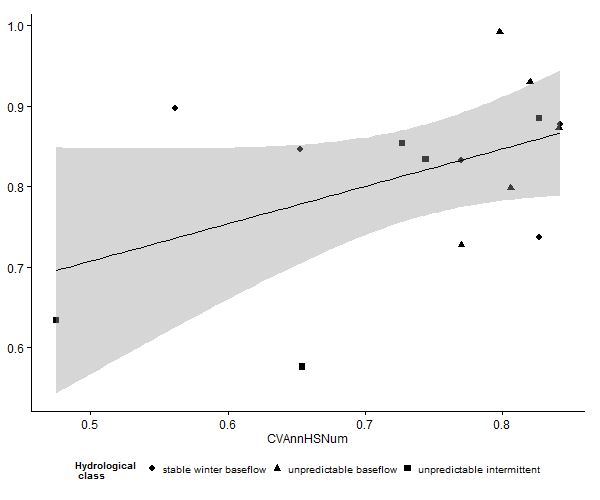 1.0
0.9
0.8
0.7
0.6
0.5 0.6 0.7 0.8
CVAnnHSNum
Hydrological
class
stable winter baseflow unpredictable baseflow unpredictable intermittent